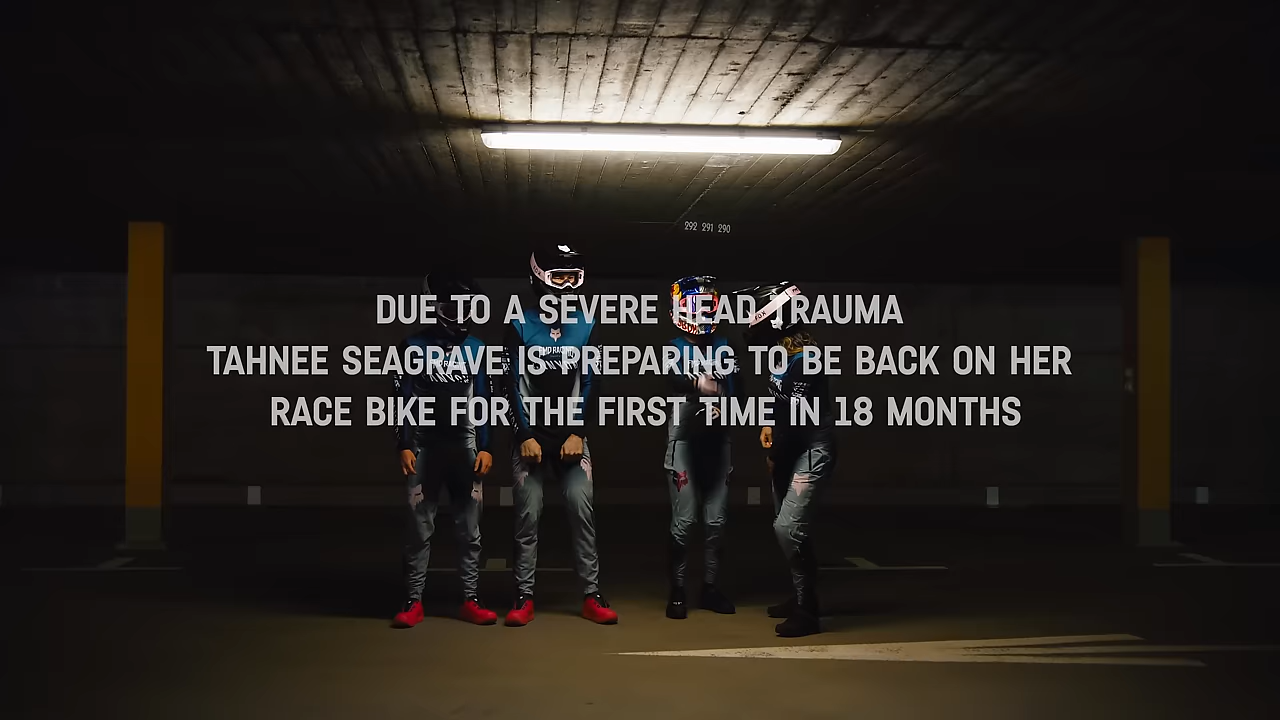 292 291 290
DUE TO A SEVERE HEAD TRAUMA
TAHNEE SEAGRAVE IS PREPARING TO BE BACK ON HER
RACE BIKE FOR THE FIRST TIME IN 18 MONTHS
FOX